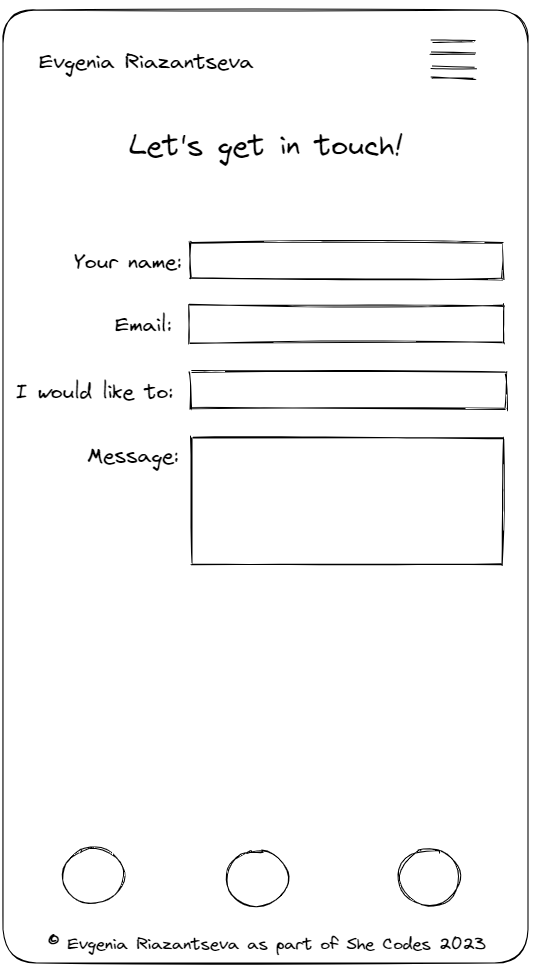 Evgenia Riazantseva
Let's get in touch!
Your name:
Email:
I would like to:
Message:
© Evgenia Riazantseva as part of She Codes 2023